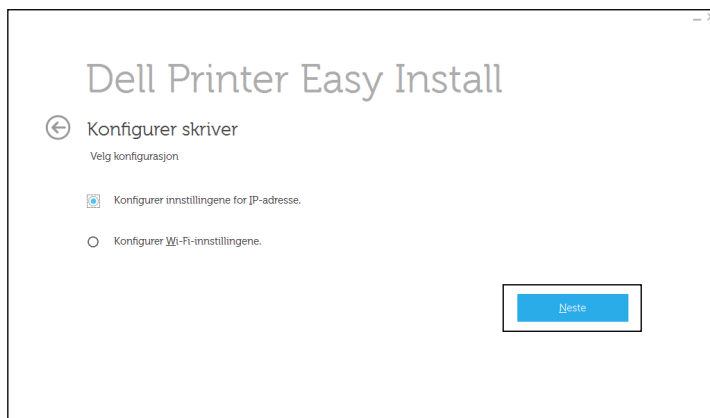 Dell Printer Easy Install
Konfigurer skriver
Velg konfigurasjon
Konfigurer innstillingene for IP-adresse.
Konfigurer Wi-Fi-innstillingene.
Neste